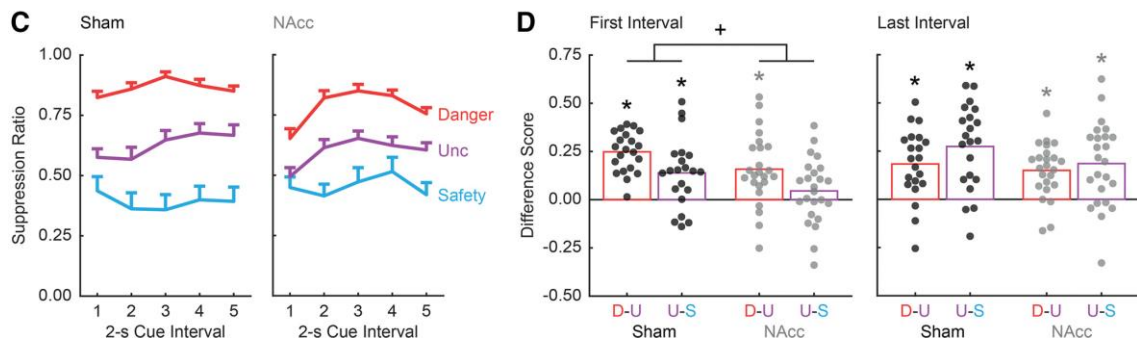 C
Sham
NAcc
Suppression Ratio
1.00
0.75
0.50
0.25
0.00
Danger
Unc
Safety
1 2 3 4 5
1 2 3 4 5
2-s Cue Interval
2-s Cue Interval
D
First Interval
Last Interval
+
Difference Score
0.75
0.50
0.25
0.00
-0.25
-0.50
* * *
* * * *
D-U U-S D-U U-S
D-U U-S D-U U-S
Sham NAcc
Sham NAcc